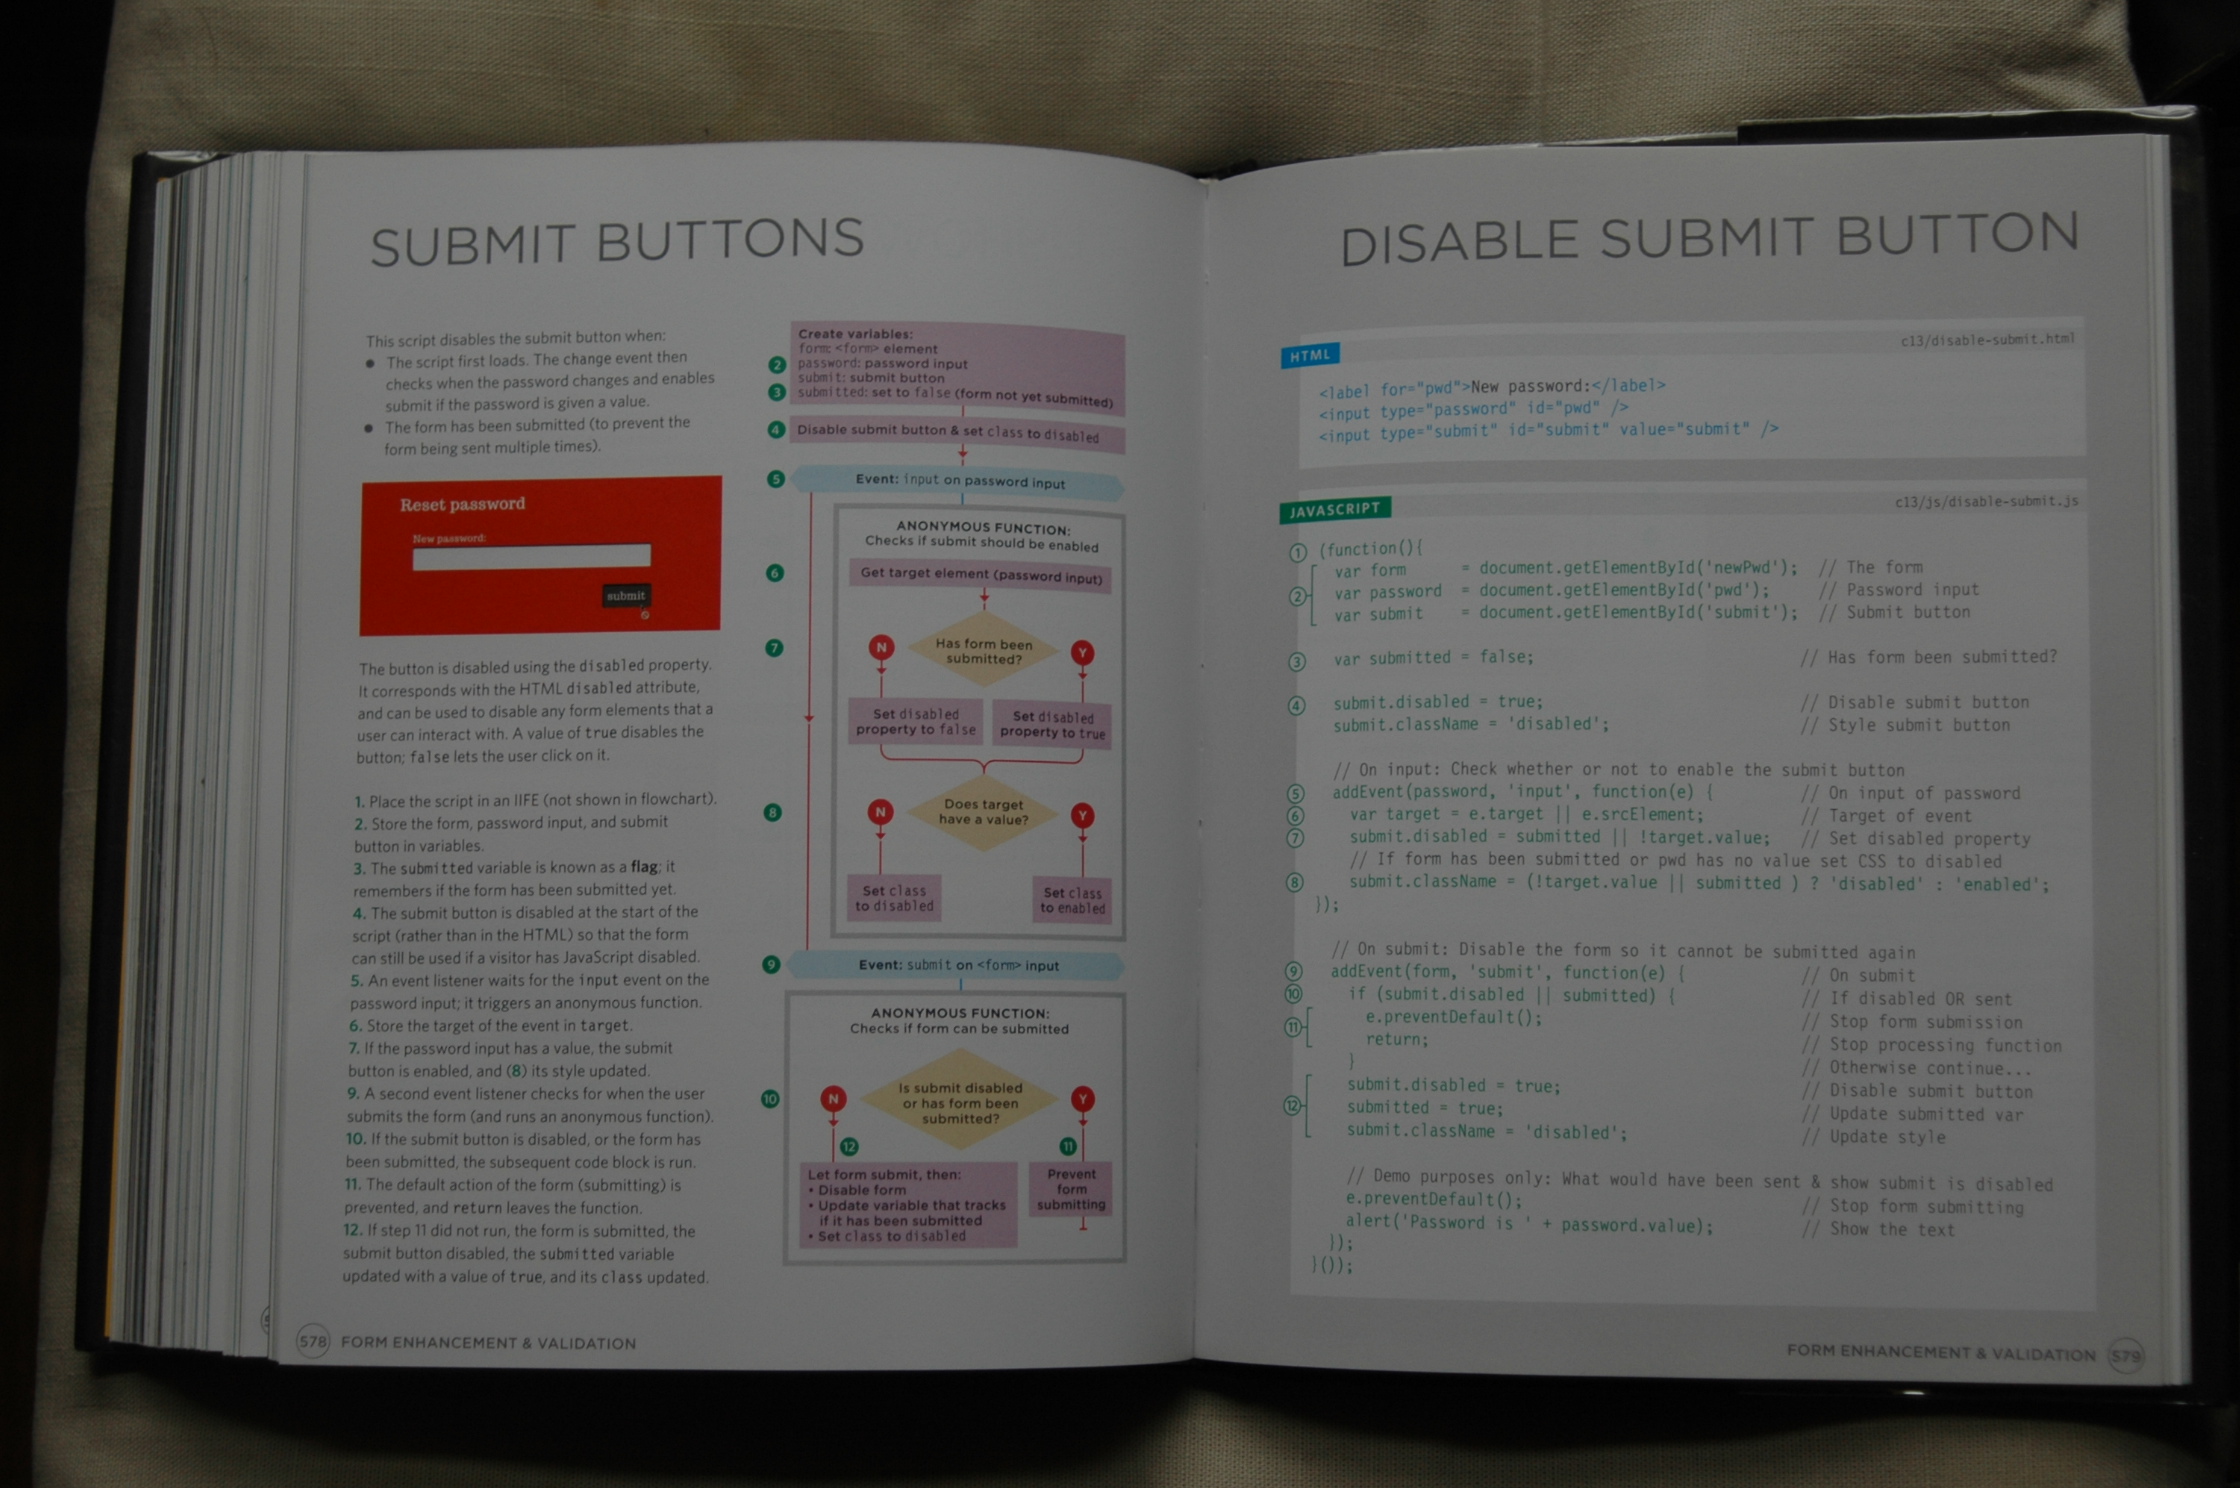 SUBMIT BUTTONS
This script disables the submit button when:
● The script first loads. The change event then
checks when the password changes and enables
submit if the password is given a value.
● The form has been submitted (to prevent the
form being sent multiple times).
Reset password
New password:
submit
The button is disabled using the disabled property.
It corresponds with the HTML disabled attribute,
and can be used to disable any form elements that a
user can interact with. A value of true disables the
button; false lets the user click on it.
1. Place the script in an IIFE (not shown in flowchart).
2. Store the form, password input, and submit
button in variables.
3. The submitted variable is known as a flag; it
remembers if the form has been submitted yet.
4. The submit button is disabled at the start of the
script (rather than in the HTML) so that the form
can still be used if a visitor has JavaScript disabled.
5. An event listener waits for the input event on the
password input; it triggers an anonymous function.
6. Store the target of the event in target.
7. If the password input has a value, the submit
button is enabled, and (8) its style updated.
9. A second event listener checks for when the user
submits the form (and runs an anonymous function).
10. If the submit button is disabled, or the form has
been submitted, the subsequent code block is run.
11. The default action of the form (submitting) is
prevented, and return leaves the function.
12. If step 11 did not run, the form is submitted, the
submit button disabled, the submitted variable
updated with a value of true, and its class updated.
Create variables:
form: <form> element
2 password: password input
submit: submit button
3 submitted: set to false (form not yet submitted)
4 Disable submit button & set class to disabled
5 Event: input on password input
ANONYMOUS FUNCTION:
Checks if submit should be enabled
6 Get target element (password input)
7 N Has form been Y
submitted?
Set disabled Set disabled
property to false property to true
8 N Does target Y
have a value?
Set class Set class
to disabled to enabled
9 Event: submit on <form> input
ANONYMOUS FUNCTION:
Checks if form can be submitted
10 N Is submit disabled Y
or has form been
submitted?
12 11
Let form submit, then: Prevent
• Disable form form
• Update variable that tracks submitting
if it has been submitted
• Set class to disabled
578 FORM ENHANCEMENT & VALIDATION
DISABLE SUBMIT BUTTON
HTML c13/disable-submit.html
<label for="pwd">New password:</label>
<input type="password" id="pwd" />
<input type="submit" id="submit" value="submit" />
JAVASCRIPT c13/js/disable-submit.js
1 (function(){
var form = document.getElementById('newPwd'); // The form
2 var password = document.getElementById('pwd'); // Password input
var submit = document.getElementById('submit'); // Submit button
3 var submitted = false; // Has form been submitted?
4 submit.disabled = true; // Disable submit button
submit.className = 'disabled'; // Style submit button
// On input: Check whether or not to enable the submit button
5 addEvent(password, 'input', function(e) { // On input of password
6 var target = e.target || e.srcElement; // Target of event
7 submit.disabled = submitted || !target.value; // Set disabled property
// If form has been submitted or pwd has no value set CSS to disabled
8 submit.className = (!target.value || submitted ) ? 'disabled' : 'enabled';
});
// On submit: Disable the form so it cannot be submitted again
9 addEvent(form, 'submit', function(e) { // On submit
10 if (submit.disabled || submitted) { // If disabled OR sent
11 e.preventDefault(); // Stop form submission
return; // Stop processing function
} // Otherwise continue...
submit.disabled = true; // Disable submit button
12 submitted = true; // Update submitted var
submit.className = 'disabled'; // Update style
// Demo purposes only: What would have been sent & show submit is disabled
e.preventDefault(); // Stop form submitting
alert('Password is ' + password.value); // Show the text
});
}());
FORM ENHANCEMENT & VALIDATION 579